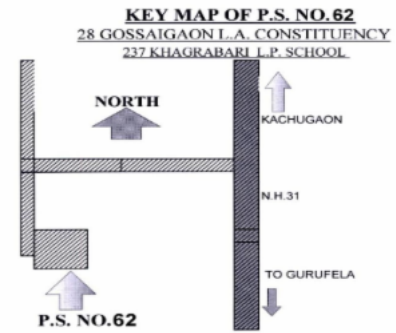 KEY MAP OF P.S. NO.62
28 GOSSAIGAON L.A. CONSTITUENCY
237 KHAGRABARI L.P. SCHOOL
NORTH
KACHUGAON
N.H.31
TO GURUFELA
P.S. NO.62